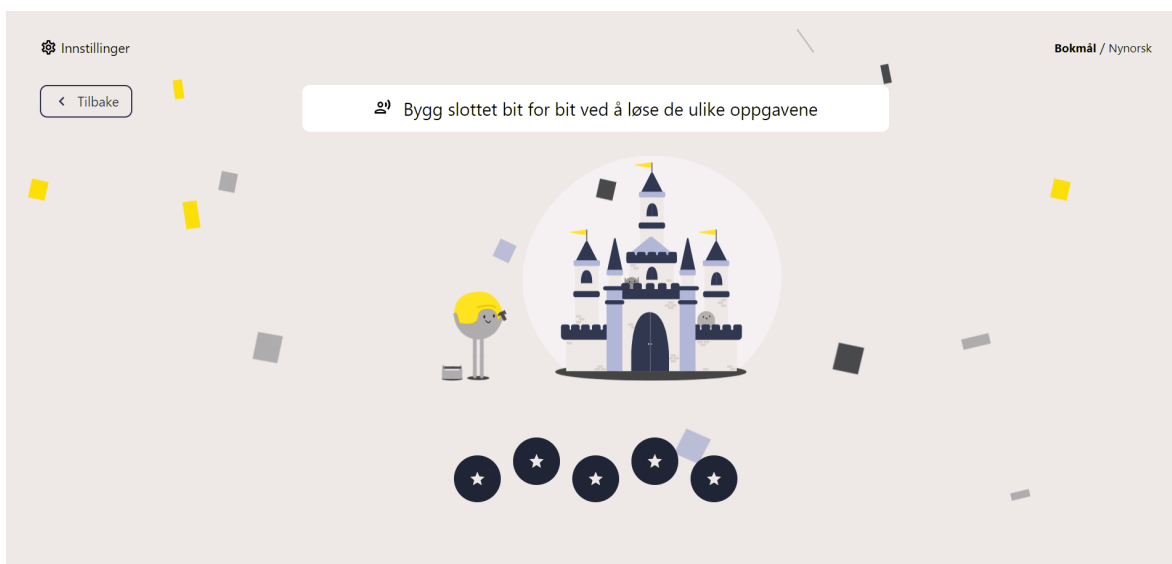 Innstillinger
Bokmål / Nynorsk
Tilbake
Bygg slottet bit for bit ved å løse de ulike oppgavene